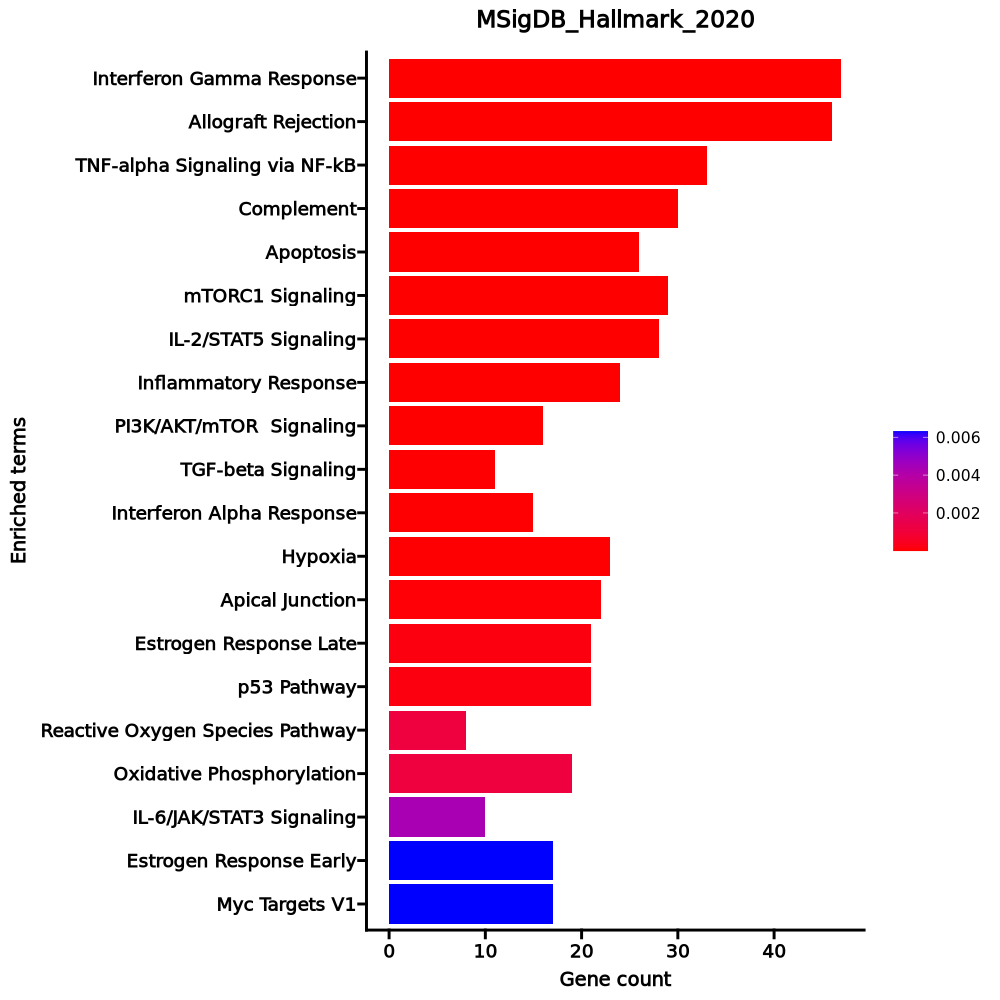 MSigDB_Hallmark_2020
Interferon Gamma Response
Allograft Rejection
TNF-alpha Signaling via NF-kB
Complement
Apoptosis
mTORC1 Signaling
IL-2/STAT5 Signaling
Inflammatory Response
PI3K/AKT/mTOR  Signaling
TGF-beta Signaling
Interferon Alpha Response
Hypoxia
Apical Junction
Estrogen Response Late
p53 Pathway
Reactive Oxygen Species Pathway
Oxidative Phosphorylation
IL-6/JAK/STAT3 Signaling
Estrogen Response Early
Myc Targets V1
Enriched terms
0 10 20 30 40
Gene count
0.006
0.004
0.002